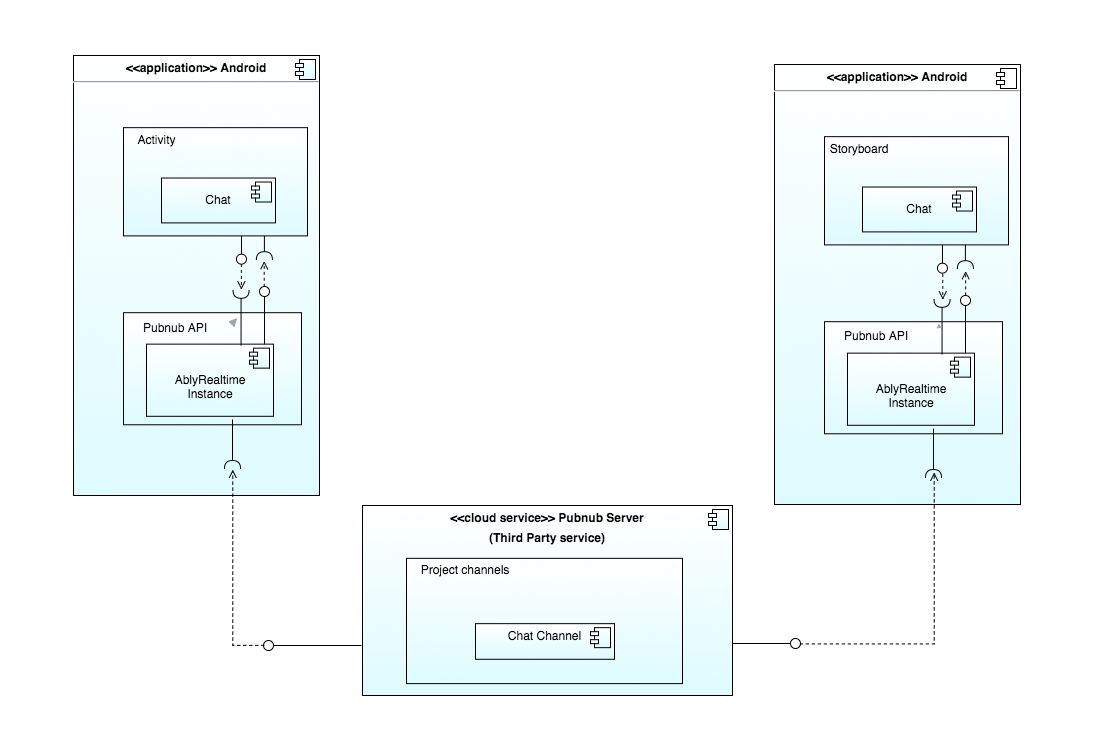 <<application>> Android
Activity
Chat
Pubnub API
AblyRealtime
Instance
<<application>> Android
Storyboard
Chat
Pubnub API
AblyRealtime
Instance
<<cloud service>> Pubnub Server
(Third Party service)
Project channels
Chat Channel